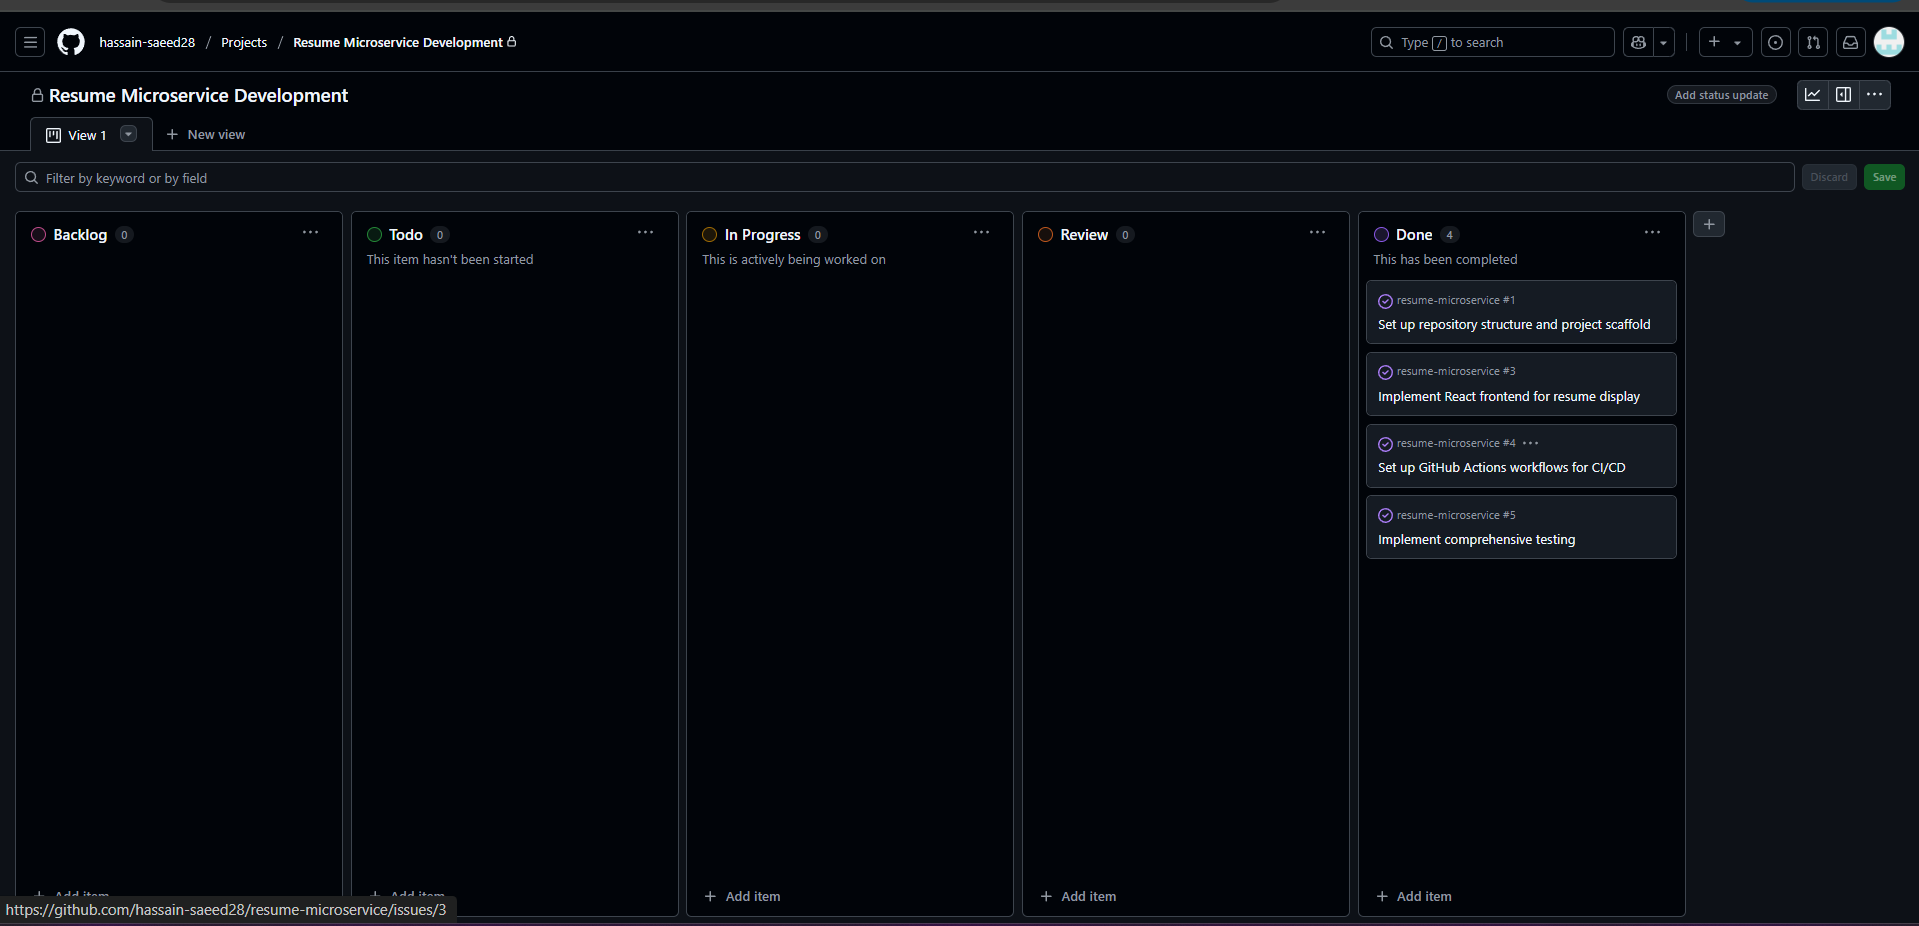 hassain-saeed28 / Projects / Resume Microservice Development
Type / to search
Resume Microservice Development
Add status update
View 1
New view
Filter by keyword or by field
Discard
Save
Backlog 0
Todo 0
This item hasn't been started
In Progress 0
This is actively being worked on
Review 0
Done 4
This has been completed
resume-microservice #1
Set up repository structure and project scaffold
resume-microservice #3
Implement React frontend for resume display
resume-microservice #4
Set up GitHub Actions workflows for CI/CD
resume-microservice #5
Implement comprehensive testing
Add item
Add item
Add item
Add item
Add item
https://github.com/hassain-saeed28/resume-microservice/issues/3